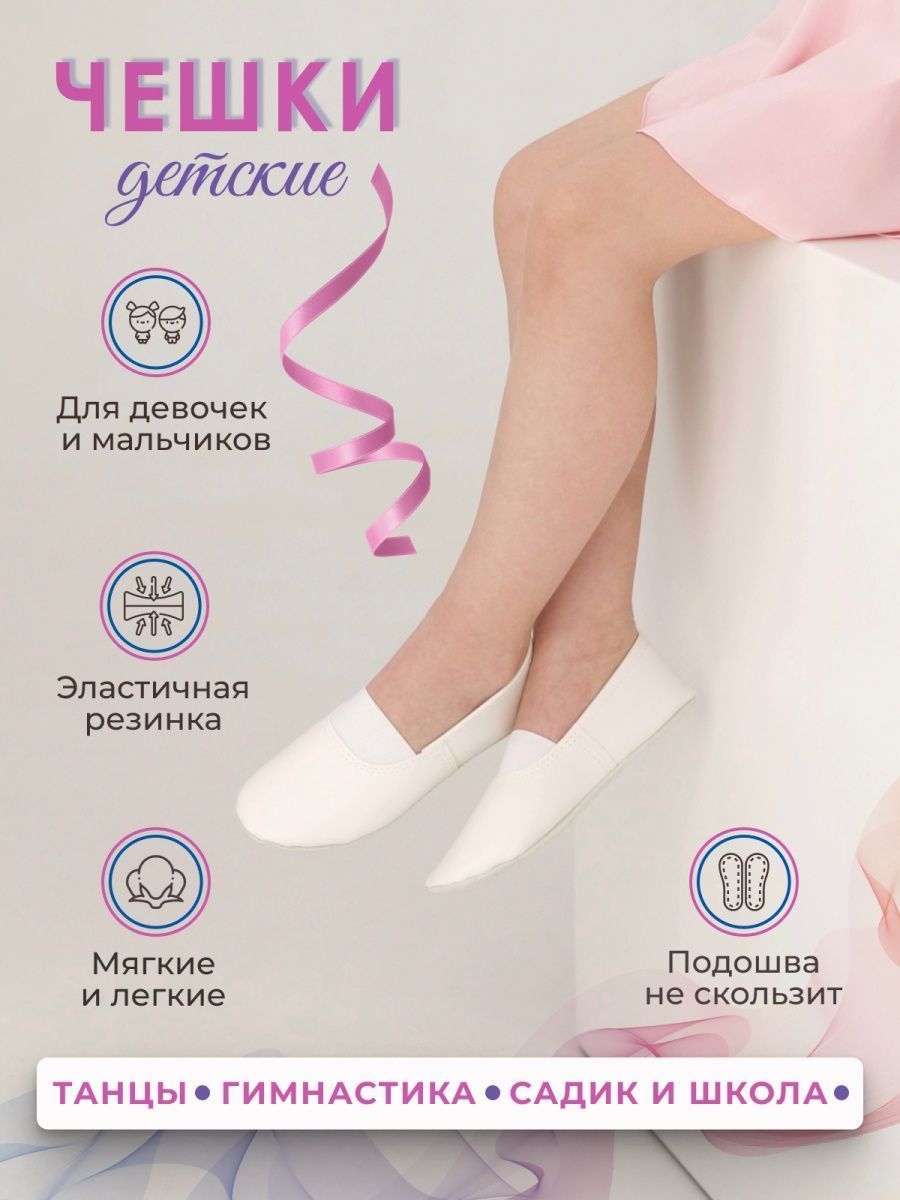 ЧЕШКИ
детские
Для девочек
и мальчиков
Эластичная
резинка
Мягкие
и легкие
Подошва
не скользит
ТАНЦЫ • ГИМНАСТИКА • САДИК И ШКОЛА •